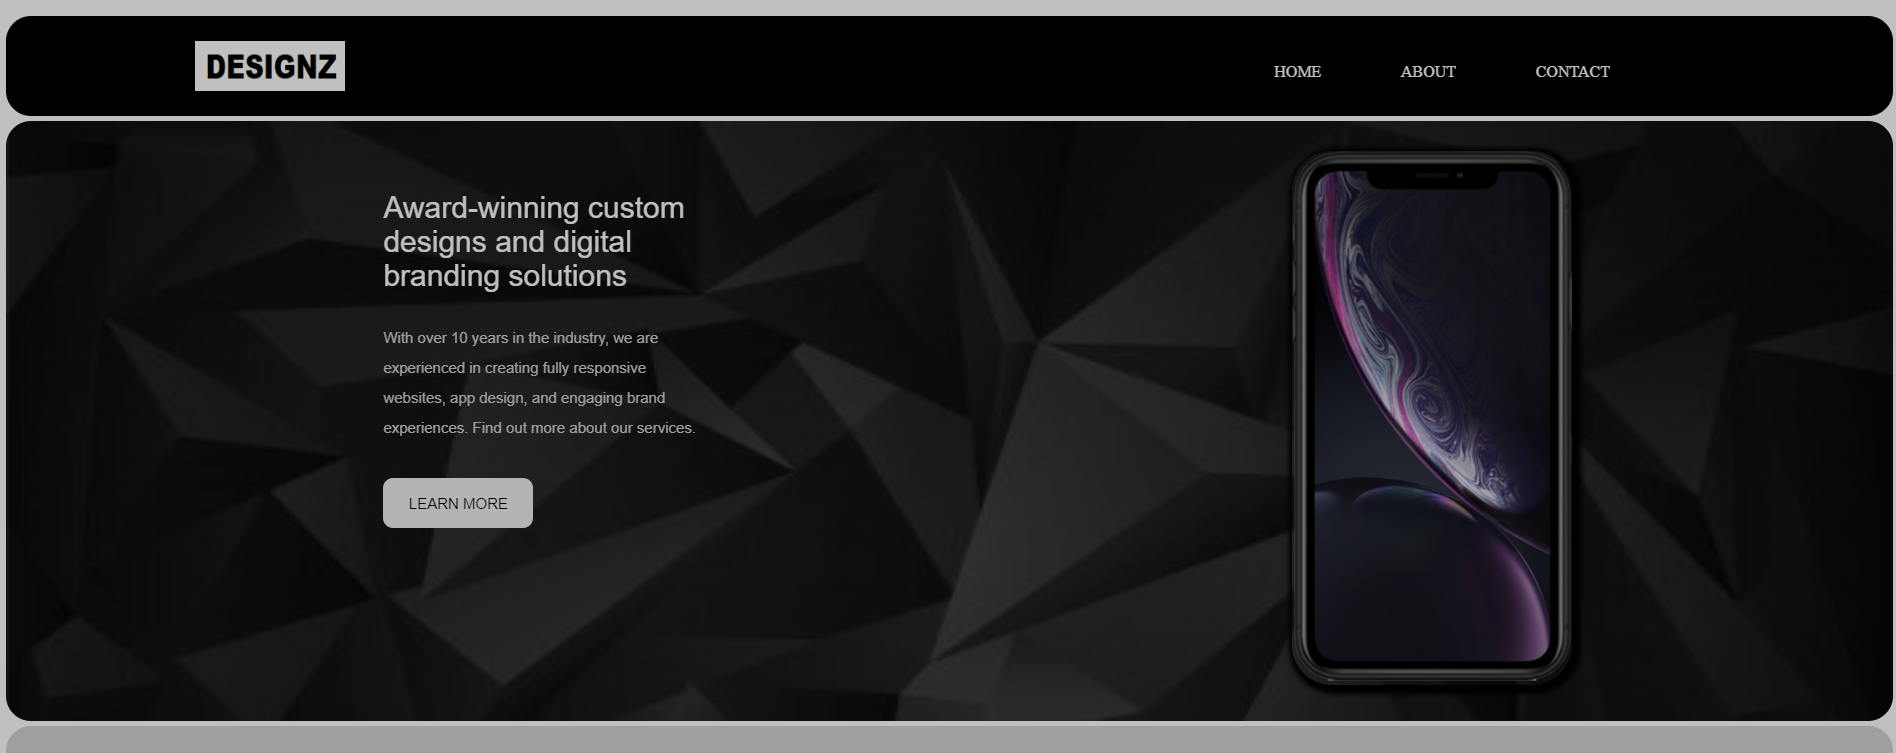 DESIGNZ
HOME
ABOUT
CONTACT
Award-winning custom
designs and digital
branding solutions
With over 10 years in the industry, we are
experienced in creating fully responsive
websites, app design, and engaging brand
experiences. Find out more about our services.
LEARN MORE